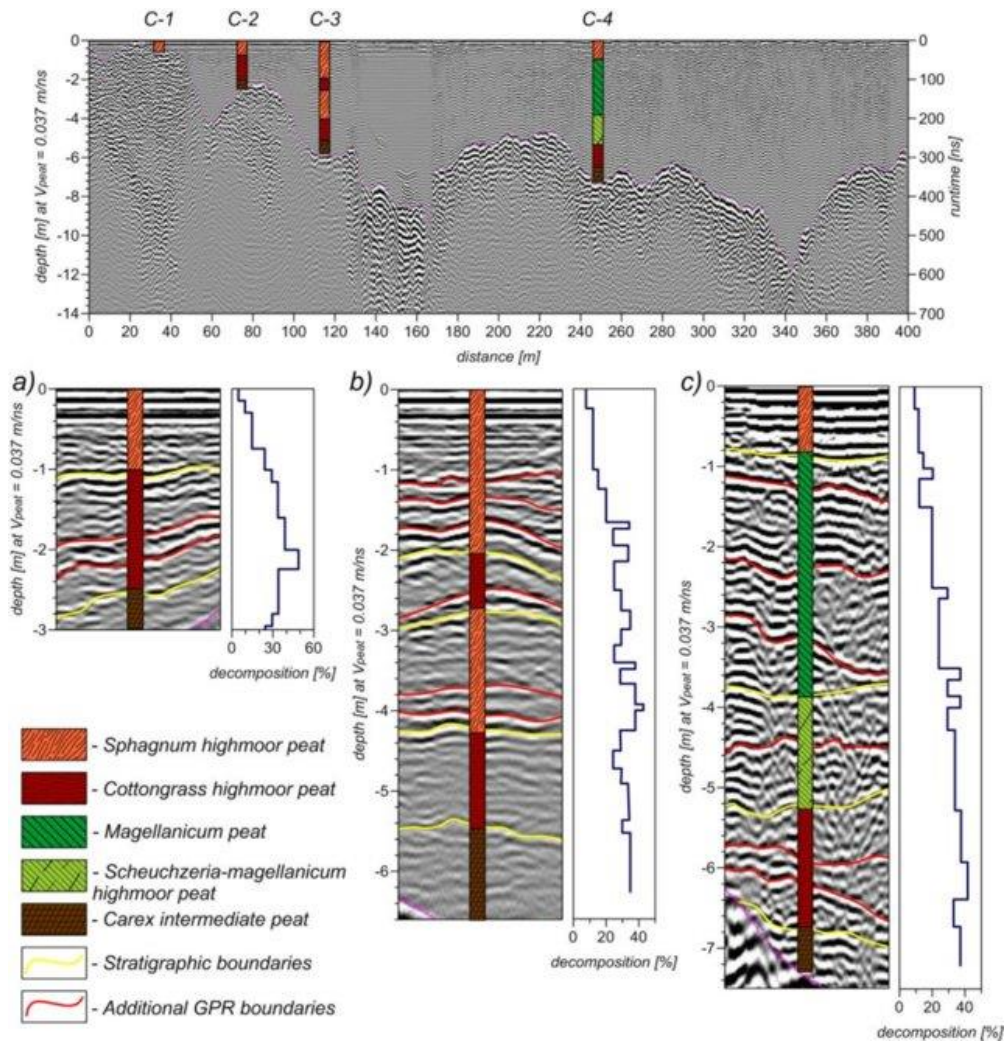 C-1 C-2 C-3 C-4
depth [m] at Vpeat = 0.037 m/ns
0
-2
-4
-6
-8
-10
-12
-14
0
100
200
300
400
500
600
700
runtime [ns]
0 20 40 60 80 100 120 140 160 180 200 220 240 260 280 300 320 340 360 380 400
distance [m]
a)
depth [m] at Vpeat = 0.037 m/ns
0
-1
-2
-3
0 20 40 60
decomposition [%]
b)
depth [m] at Vpeat = 0.037 m/ns
0
-1
-2
-3
-4
-5
-6
0 20 40
decomposition [%]
c)
depth [m] at Vpeat = 0.037 m/ns
0
-1
-2
-3
-4
-5
-6
-7
0 20 40
decomposition [%]
- Sphagnum highmoor peat
- Cottongrass highmoor peat
- Magellanicum peat
- Scheuchzeria-magellanicum
highmoor peat
- Carex intermediate peat
- Stratigraphic boundaries
- Additional GPR boundaries